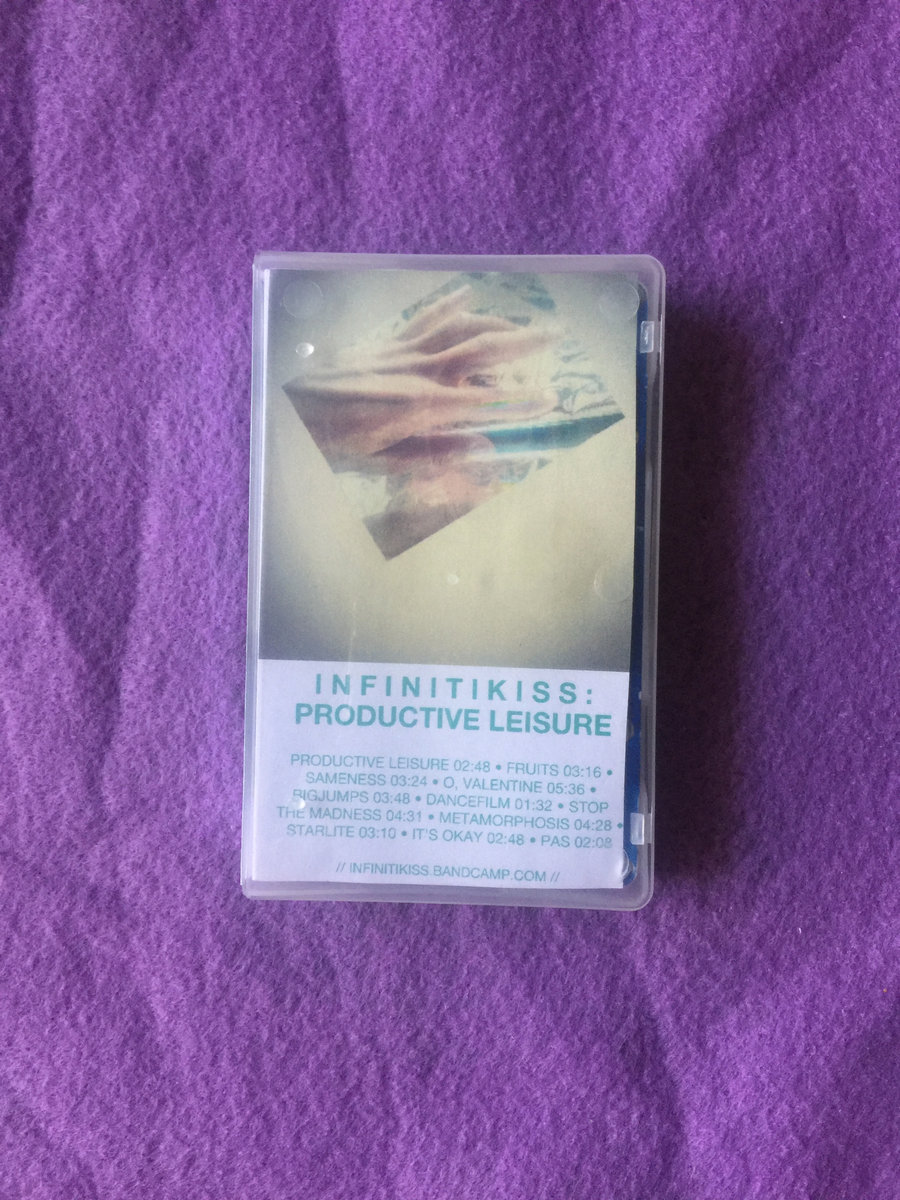 INFINITIKISS:
PRODUCTIVE LEISURE
PRODUCTIVE LEISURE 02:48 • FRUITS 03:16 •
SAMENESS 03:24 • O, VALENTINE 05:36 •
BIGJUMPS 03:48 • DANCEFILM 01:32 • STOP
THE MADNESS 04:31 • METAMORPHOSIS 04:28 •
STARLITE 03:10 • IT'S OKAY 02:48 • PAS 02:08
// INFINITIKISS.BANDCAMP.COM //